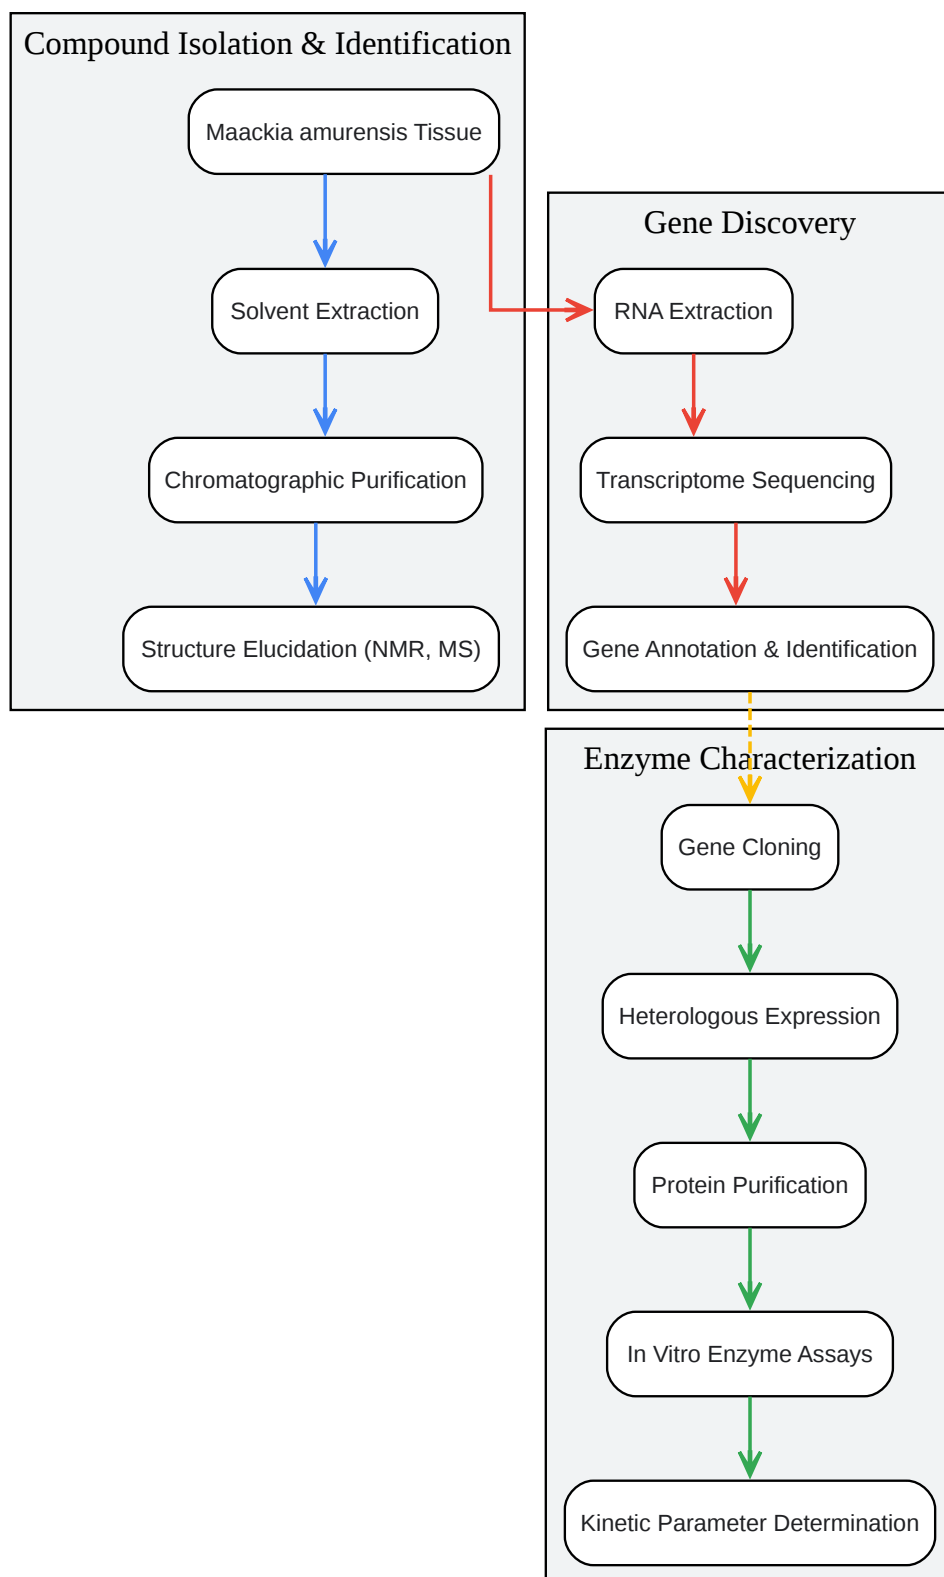 Compound Isolation & Identification
Maackia amurensis Tissue
Solvent Extraction
Chromatographic Purification
Structure Elucidation (NMR, MS)
Gene Discovery
RNA Extraction
Transcriptome Sequencing
Gene Annotation & Identification
Enzyme Characterization
Gene Cloning
Heterologous Expression
Protein Purification
In Vitro Enzyme Assays
Kinetic Parameter Determination